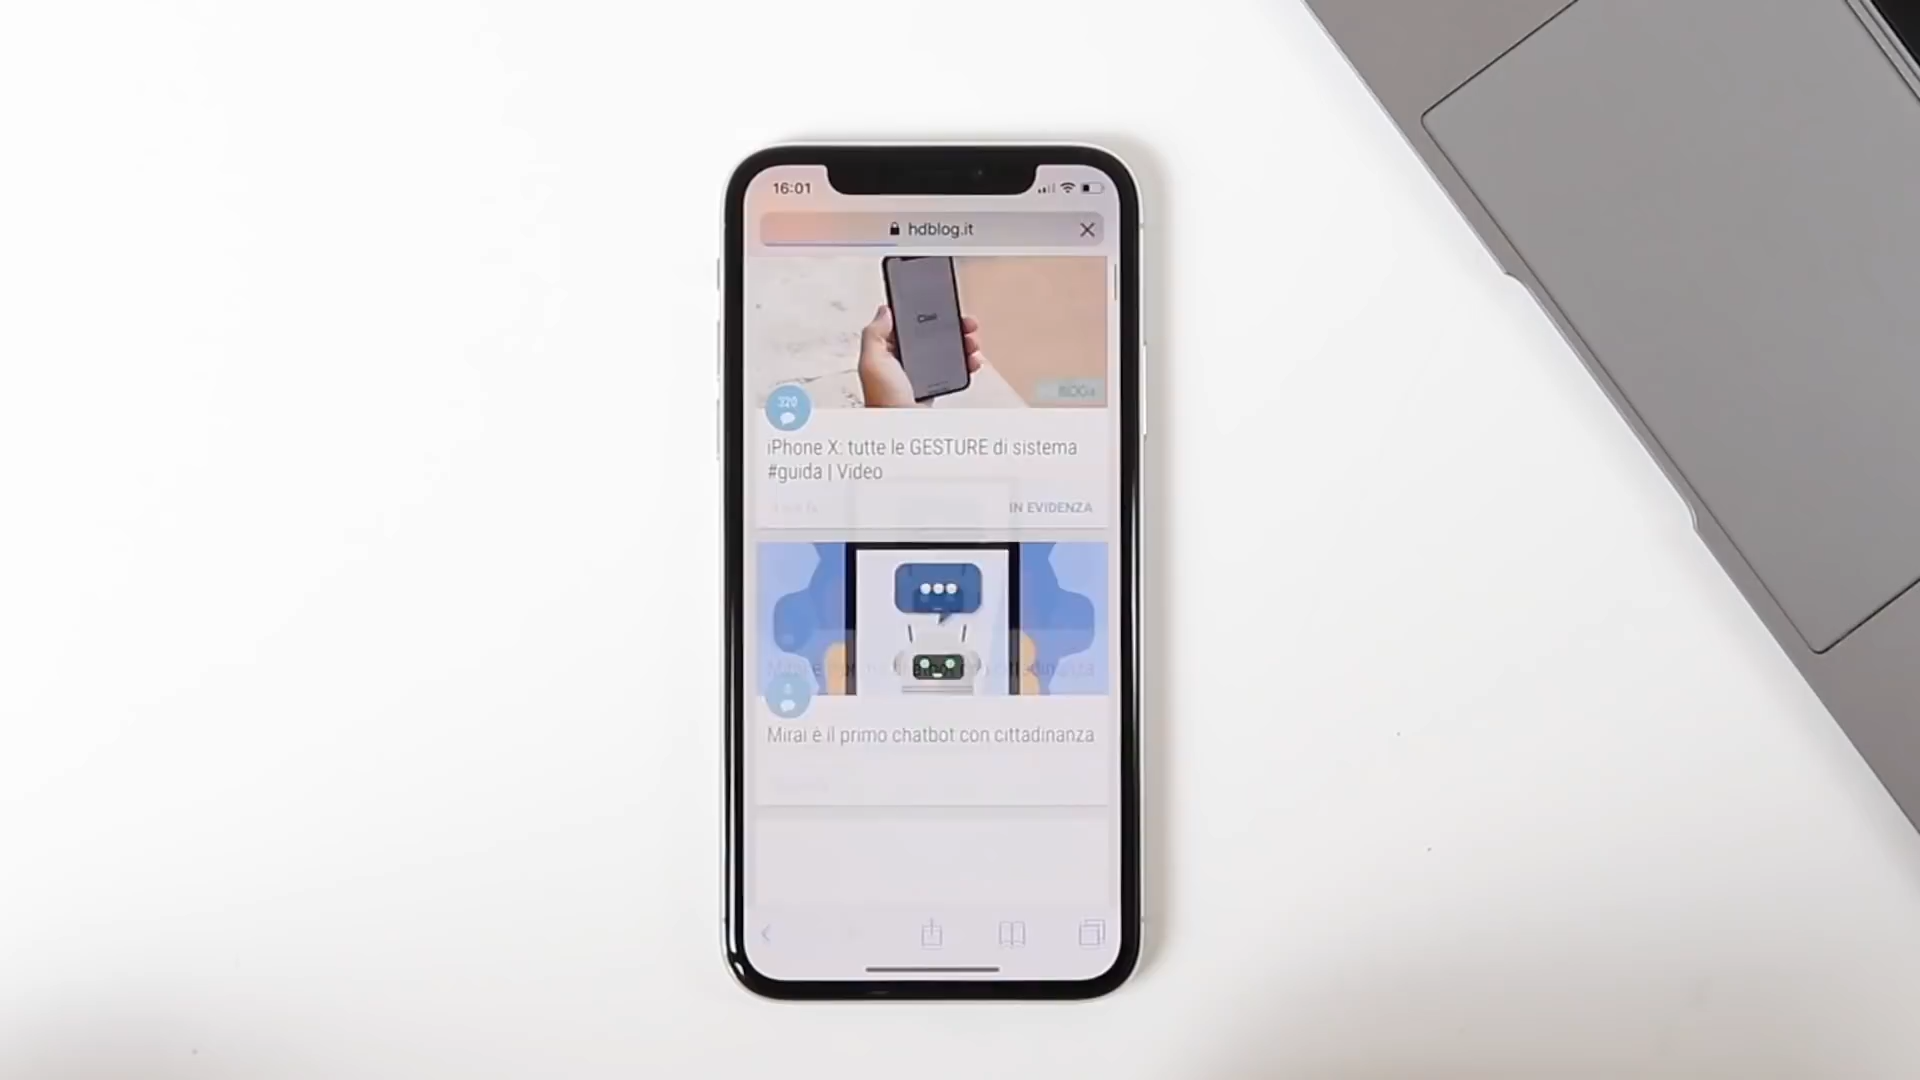 16:01
hdblog.it
320
iPhone X: tutte le GESTURE di sistema
#guida | Video
IN EVIDENZA
Mirai è il primo chatbot con cittadinanza